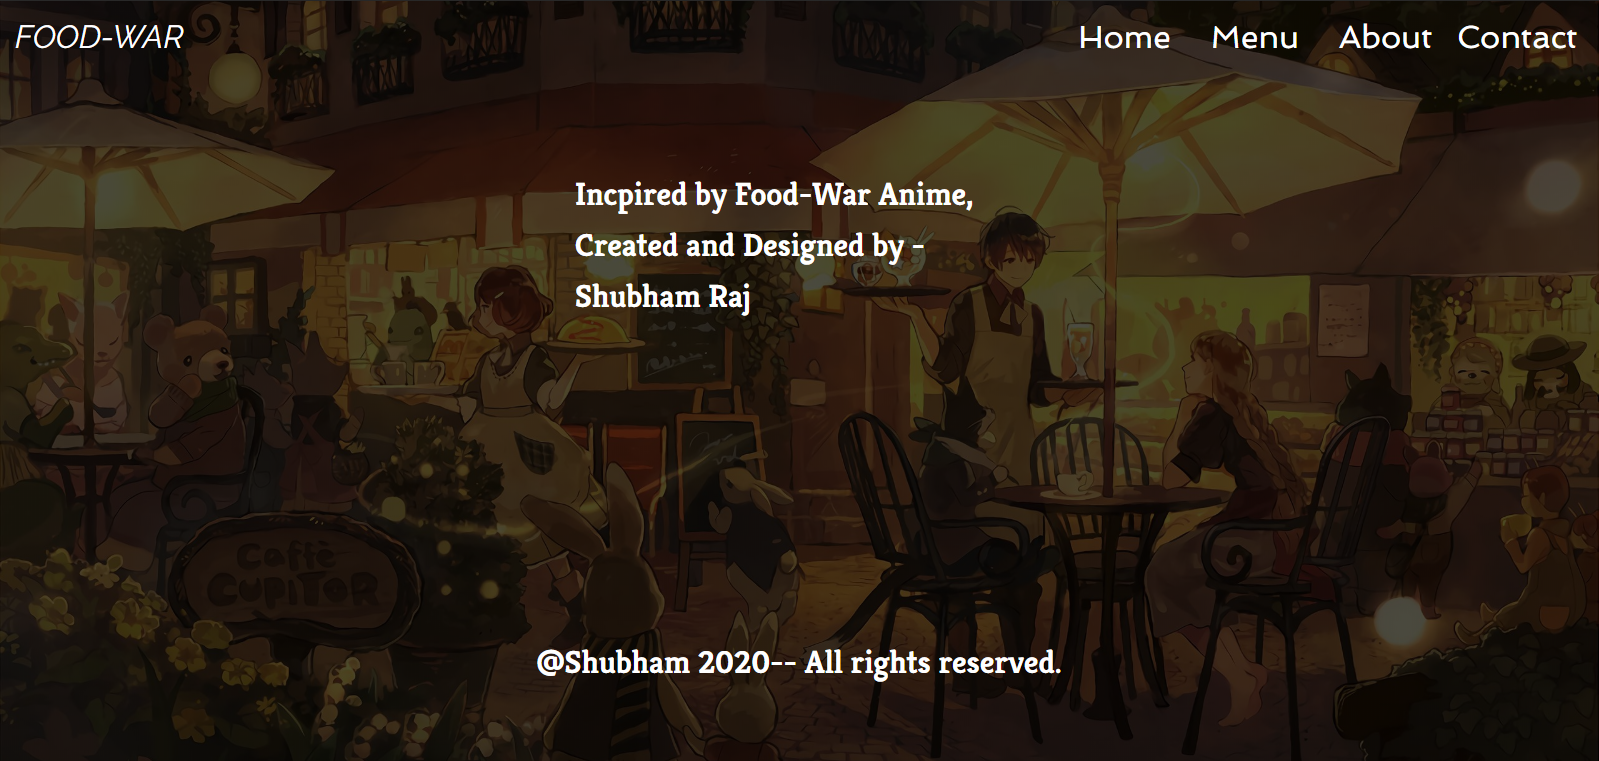 FOOD-WAR
Home Menu About Contact
Incpired by Food-War Anime,
Created and Designed by -
Shubham Raj
Caffè
CUPiTOR
@Shubham 2020-- All rights reserved.